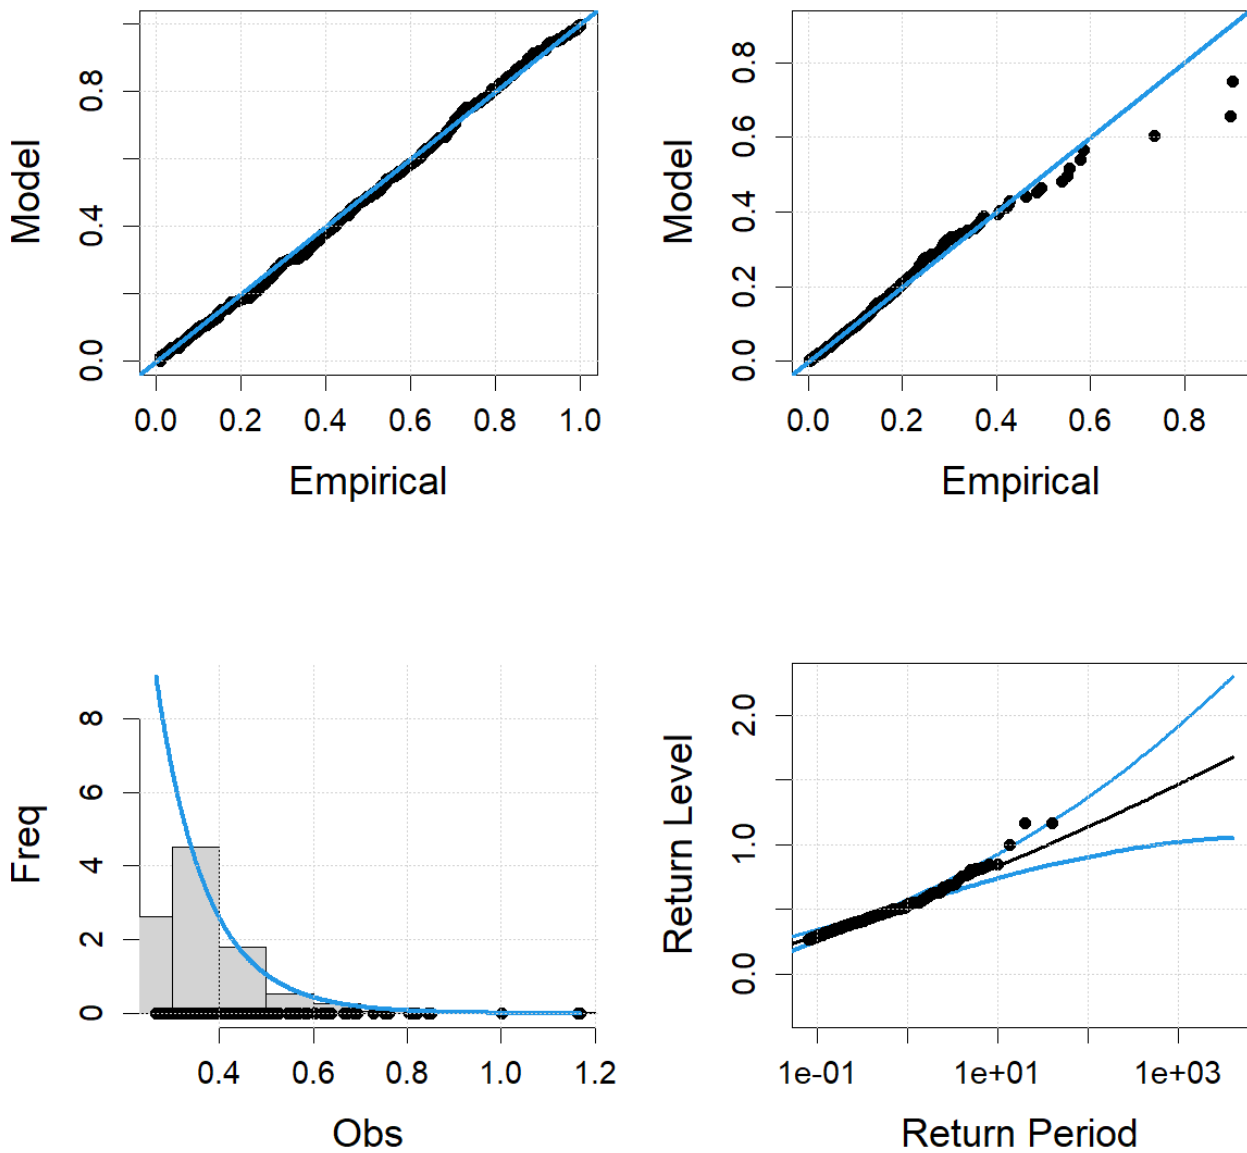 Model
0.0 0.4 0.8
0.0 0.2 0.4 0.6 0.8 1.0
Empirical
Model
0.0 0.2 0.4 0.6 0.8
0.0 0.2 0.4 0.6 0.8
Empirical
Freq
0 2 4 6 8
0.4 0.6 0.8 1.0 1.2
Obs
Return Level
0.0 1.0 2.0
1e-01 1e+01 1e+03
Return Period